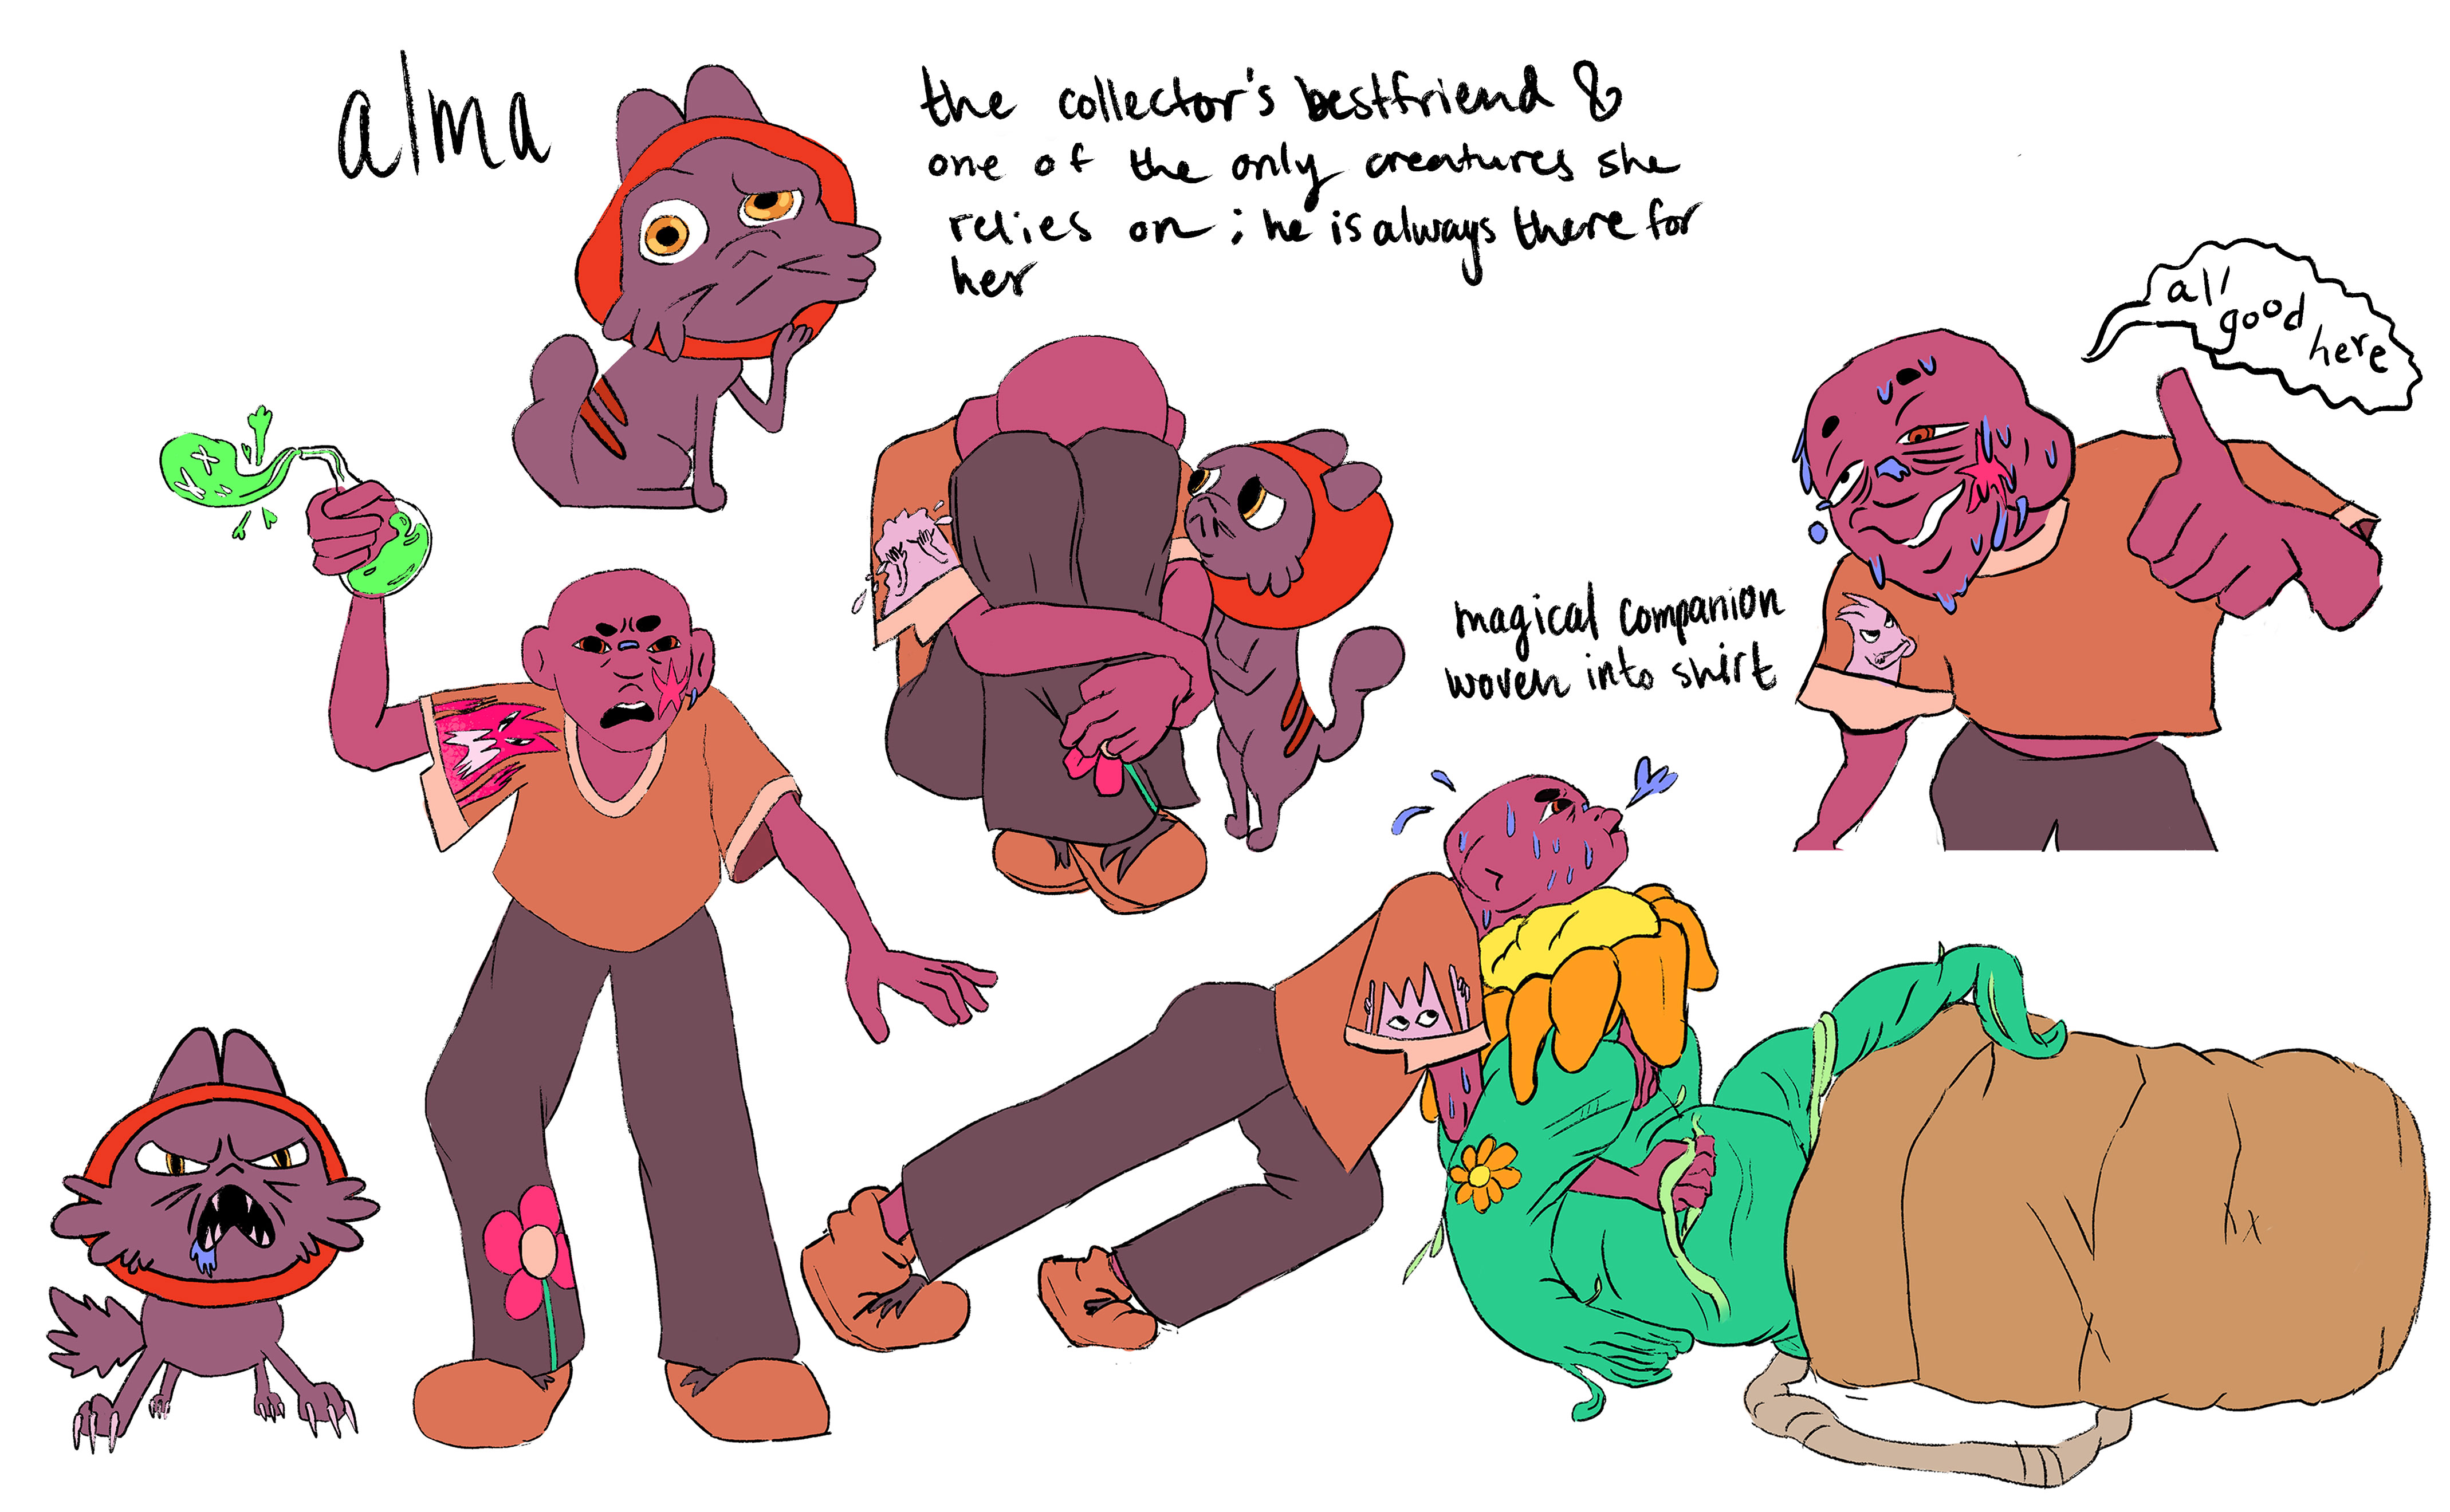 alma
the collector's bestfriend &
one of the only creatures she
relies on; he is always there for
her
all good here
magical companion
woven into shirt